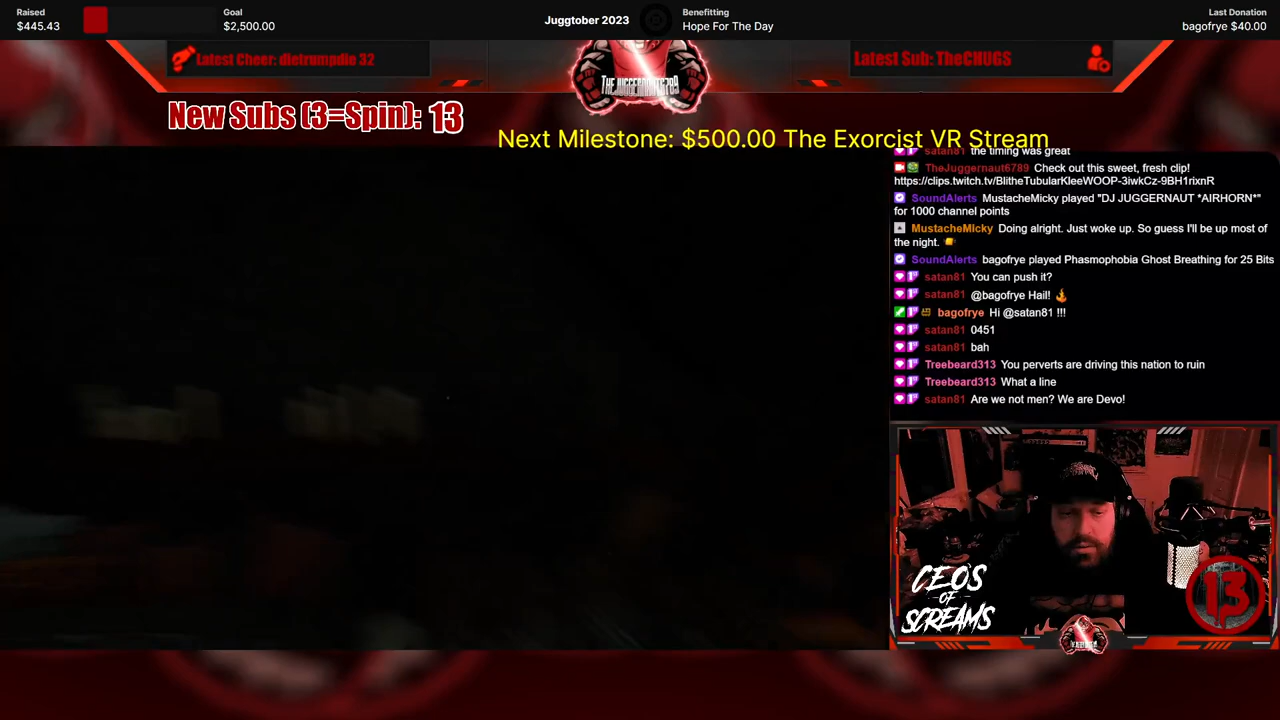 Raised
$445.43
Goal
$2,500.00
Juggtober 2023
Benefitting
Hope For The Day
Last Donation
bagofrye $40.00
Latest Cheer: dietrumpdie 32
THEJUGGERNAUT6789
Latest Sub: TheCHUGS
New Subs (3=Spin): 13
Next Milestone: $500.00 The Exorcist VR Stream
satan81 the timing was great
TheJuggernaut6789 Check out this sweet, fresh clip!
https://clips.twitch.tv/BlitheTubularKleeWOOP-3iwkCz-9BH1rixnR
SoundAlerts MustacheMicky played "DJ JUGGERNAUT *AIRHORN*"
for 1000 channel points
MustacheMIcky Doing alright. Just woke up. So guess I'll be up most of
the night.
SoundAlerts bagofrye played Phasmophobia Ghost Breathing for 25 Bits
satan81 You can push it?
satan81 @bagofrye Hail!
bagofrye Hi @satan81 !!!
satan81 0451
satan81 bah
Treebeard313 You perverts are driving this nation to ruin
Treebeard313 What a line
satan81 Are we not men? We are Devo!
CEOS
OF
SCREAMS
13